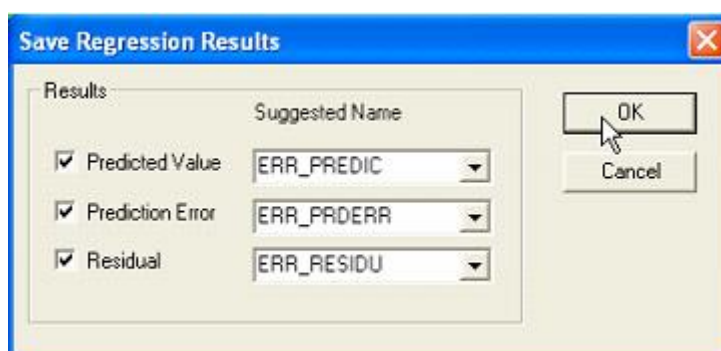 Save Regression Results
Results
Suggested Name
OK
Predicted Value ERR_PREDIC
Cancel
Prediction Error ERR_PRDERR
Residual ERR_RESIDU